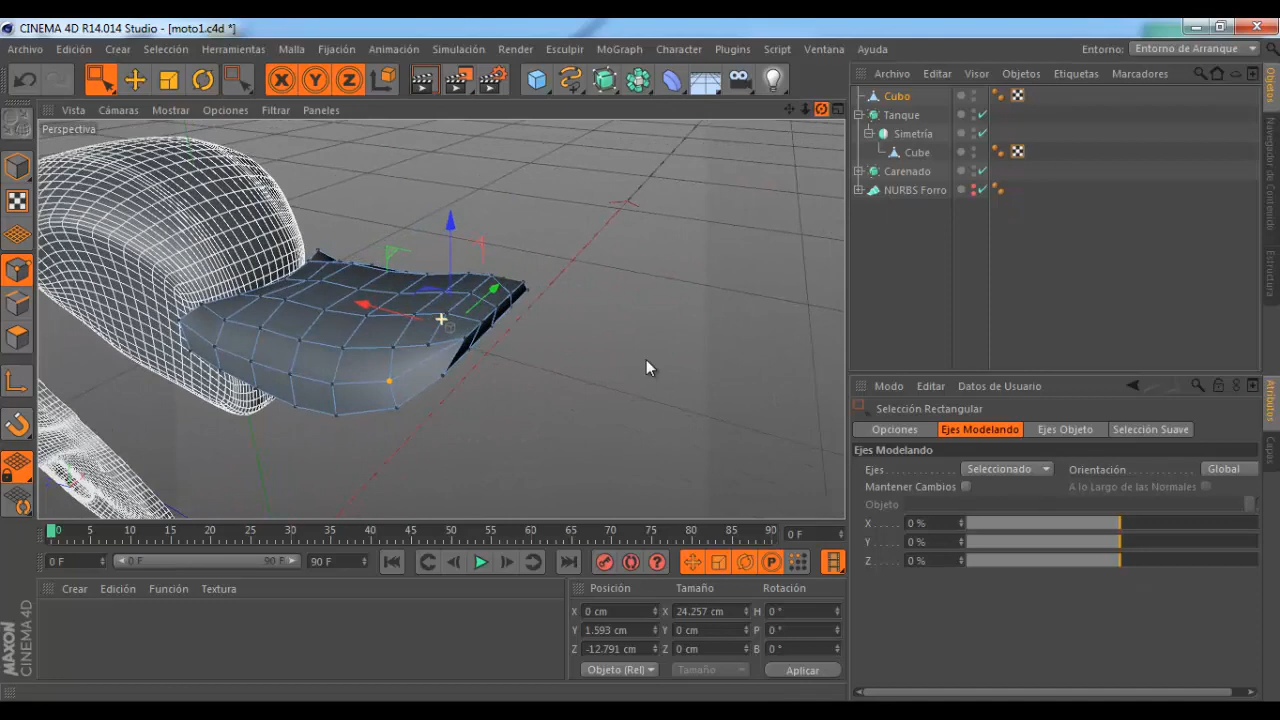 CINEMA 4D R14.014 Studio - [moto1.c4d *]
Archivo Edición Crear Selección Herramientas Malla Fijación Animación Simulación Render Esculpir MoGraph Character Plugins Script Ventana Ayuda Entorno: Entorno de Arranque
X Y Z
Archivo Editar Visor Objetos Etiquetas Marcadores
Vista Cámaras Mostrar Opciones Filtrar Paneles
Perspectiva
Cubo
Tanque
Simetría
Cube
Carenado
NURBS Forro
Objetos
Navegador de Contenido
Estructura
Modo Editar Datos de Usuario
Selección Rectangular
Opciones Ejes Modelando Ejes Objeto Selección Suave
Ejes Modelando
Ejes Seleccionado Orientación Global
Mantener Cambios A lo Largo de las Normales
Objeto
X 0 %
Y 0 %
Z 0 %
Atributos
Capas
0 5 10 15 20 25 30 35 40 45 50 55 60 65 70 75 80 85 90 0 F
0 F 0 F 90 F 90 F P
Crear Edición Función Textura
Posición Tamaño Rotación
X 0 cm X 24.257 cm H 0 °
Y 1.593 cm Y 0 cm P 0 °
Z -12.791 cm Z 0 cm B 0 °
Objeto (Rel) Tamaño Aplicar
MAXON CINEMA 4D